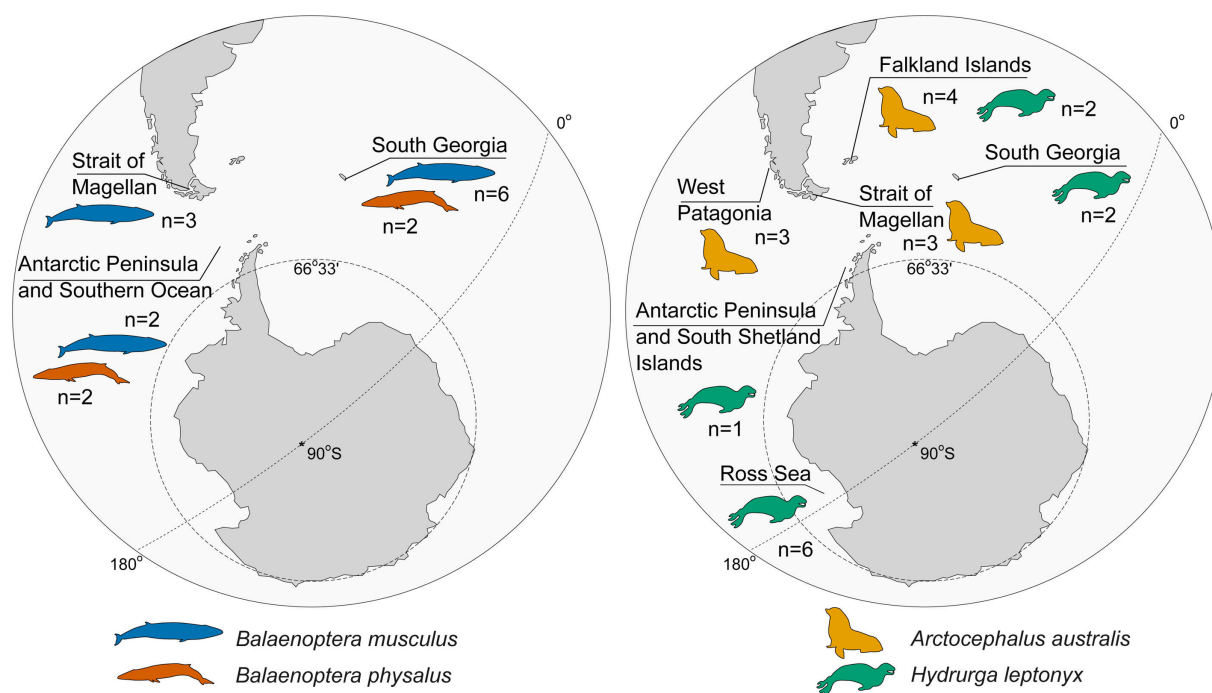 0°
South Georgia
n=6
n=2
Strait of
Magellan
n=3
Antarctic Peninsula
and Southern Ocean
66°33'
n=2
n=2
90°S
180°
Balaenoptera musculus
Balaenoptera physalus
Falkland Islands
n=4
n=2
0°
South Georgia
n=2
West
Patagonia
n=3
Strait of
Magellan
n=3
66°33'
Antarctic Peninsula
and South Shetland
Islands
n=1
90°S
Ross Sea
n=6
180°
Arctocephalus australis
Hydrurga leptonyx